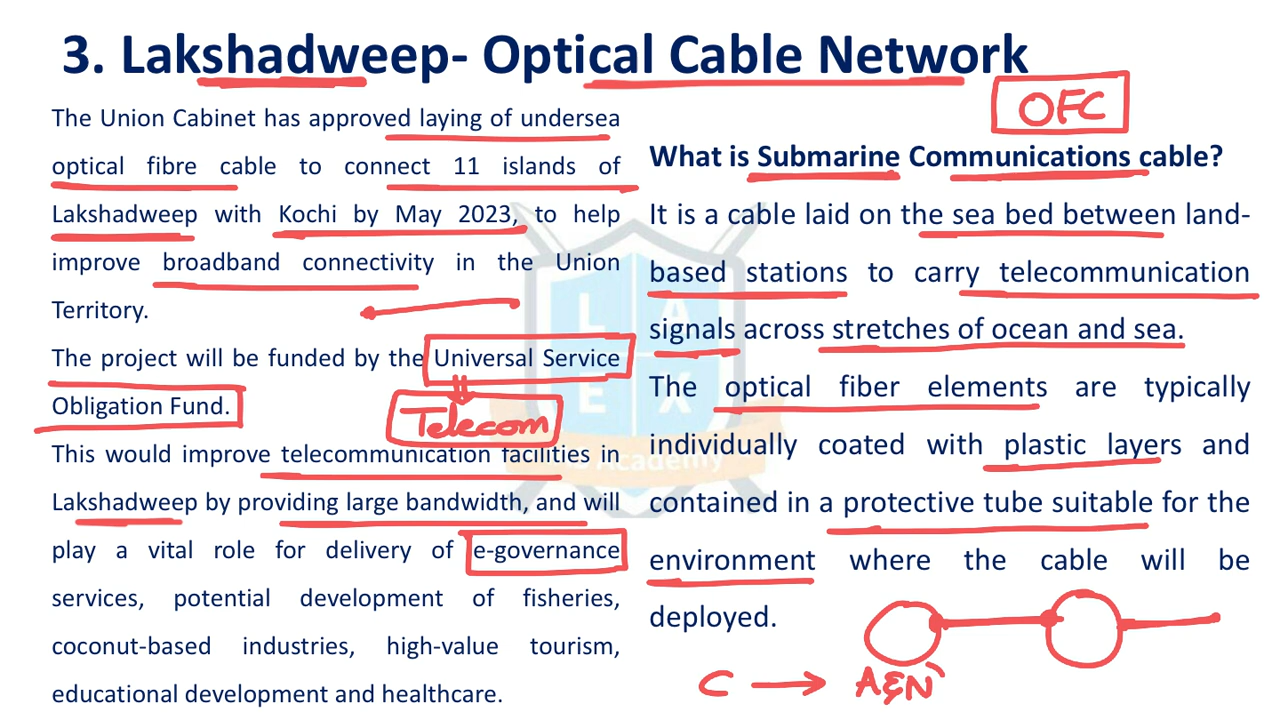 3. Lakshadweep- Optical Cable Network
The Union Cabinet has approved laying of undersea
optical fibre cable to connect 11 islands of
Lakshadweep with Kochi by May 2023, to help
improve broadband connectivity in the Union
Territory.
The project will be funded by the Universal Service
Obligation Fund.
Telecom
This would improve telecommunication facilities in
Lakshadweep by providing large bandwidth, and will
play a vital role for delivery of e-governance
services, potential development of fisheries,
coconut-based industries, high-value tourism,
educational development and healthcare.
OFC
What is Submarine Communications cable?
It is a cable laid on the sea bed between land-
based stations to carry telecommunication
signals across stretches of ocean and sea.
The optical fiber elements are typically
individually coated with plastic layers and
contained in a protective tube suitable for the
environment where the cable will be
deployed.
C → A&N
L A
E X
Academy